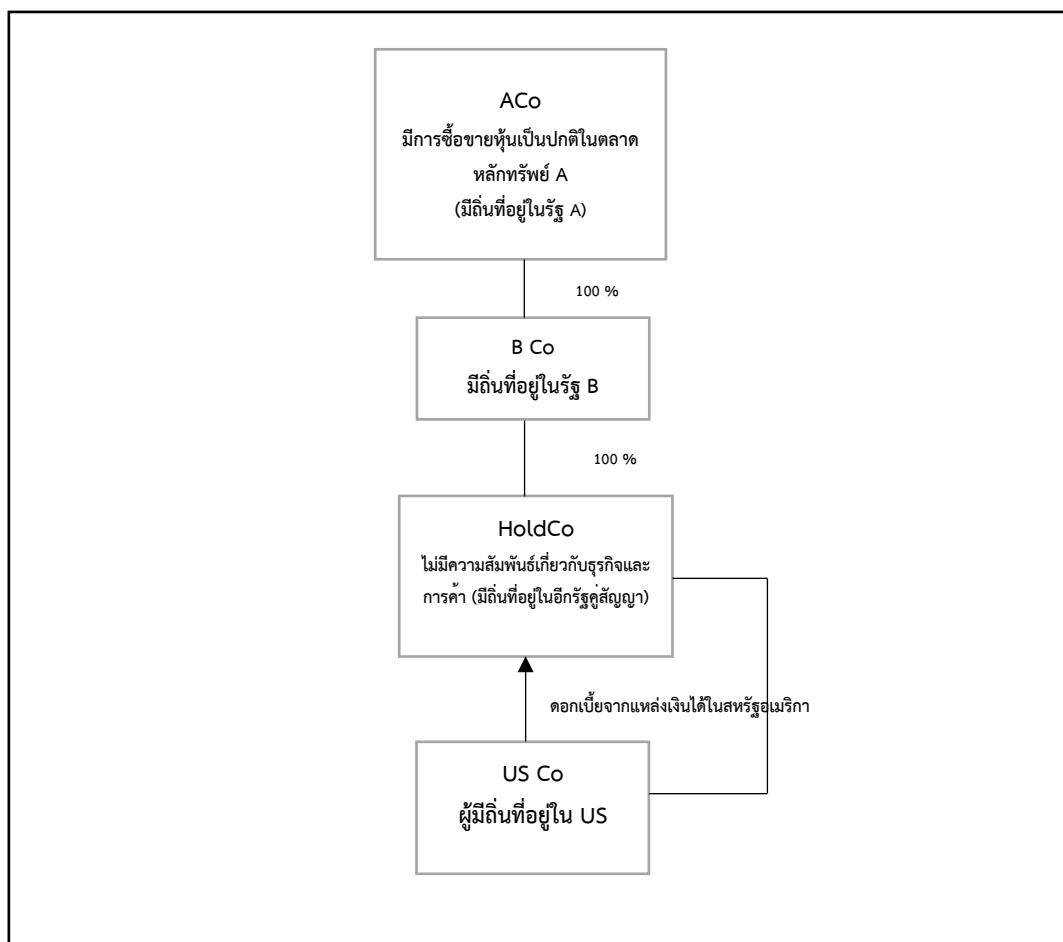 ACo
มีการซื้อขายหุ้นเป็นปกติในตลาด
หลักทรัพย์ A
(มีถิ่นที่อยู่ในรัฐ A)
100 %
B Co
มีถิ่นที่อยู่ในรัฐ B
100 %
HoldCo
ไม่มีความสัมพันธ์เกี่ยวกับธุรกิจและ
การค้า (มีถิ่นที่อยู่ในอีกรัฐคู่สัญญา)
ดอกเบี้ยจากแหล่งเงินได้ในสหรัฐอเมริกา
US Co
ผู้มีถิ่นที่อยู่ใน US